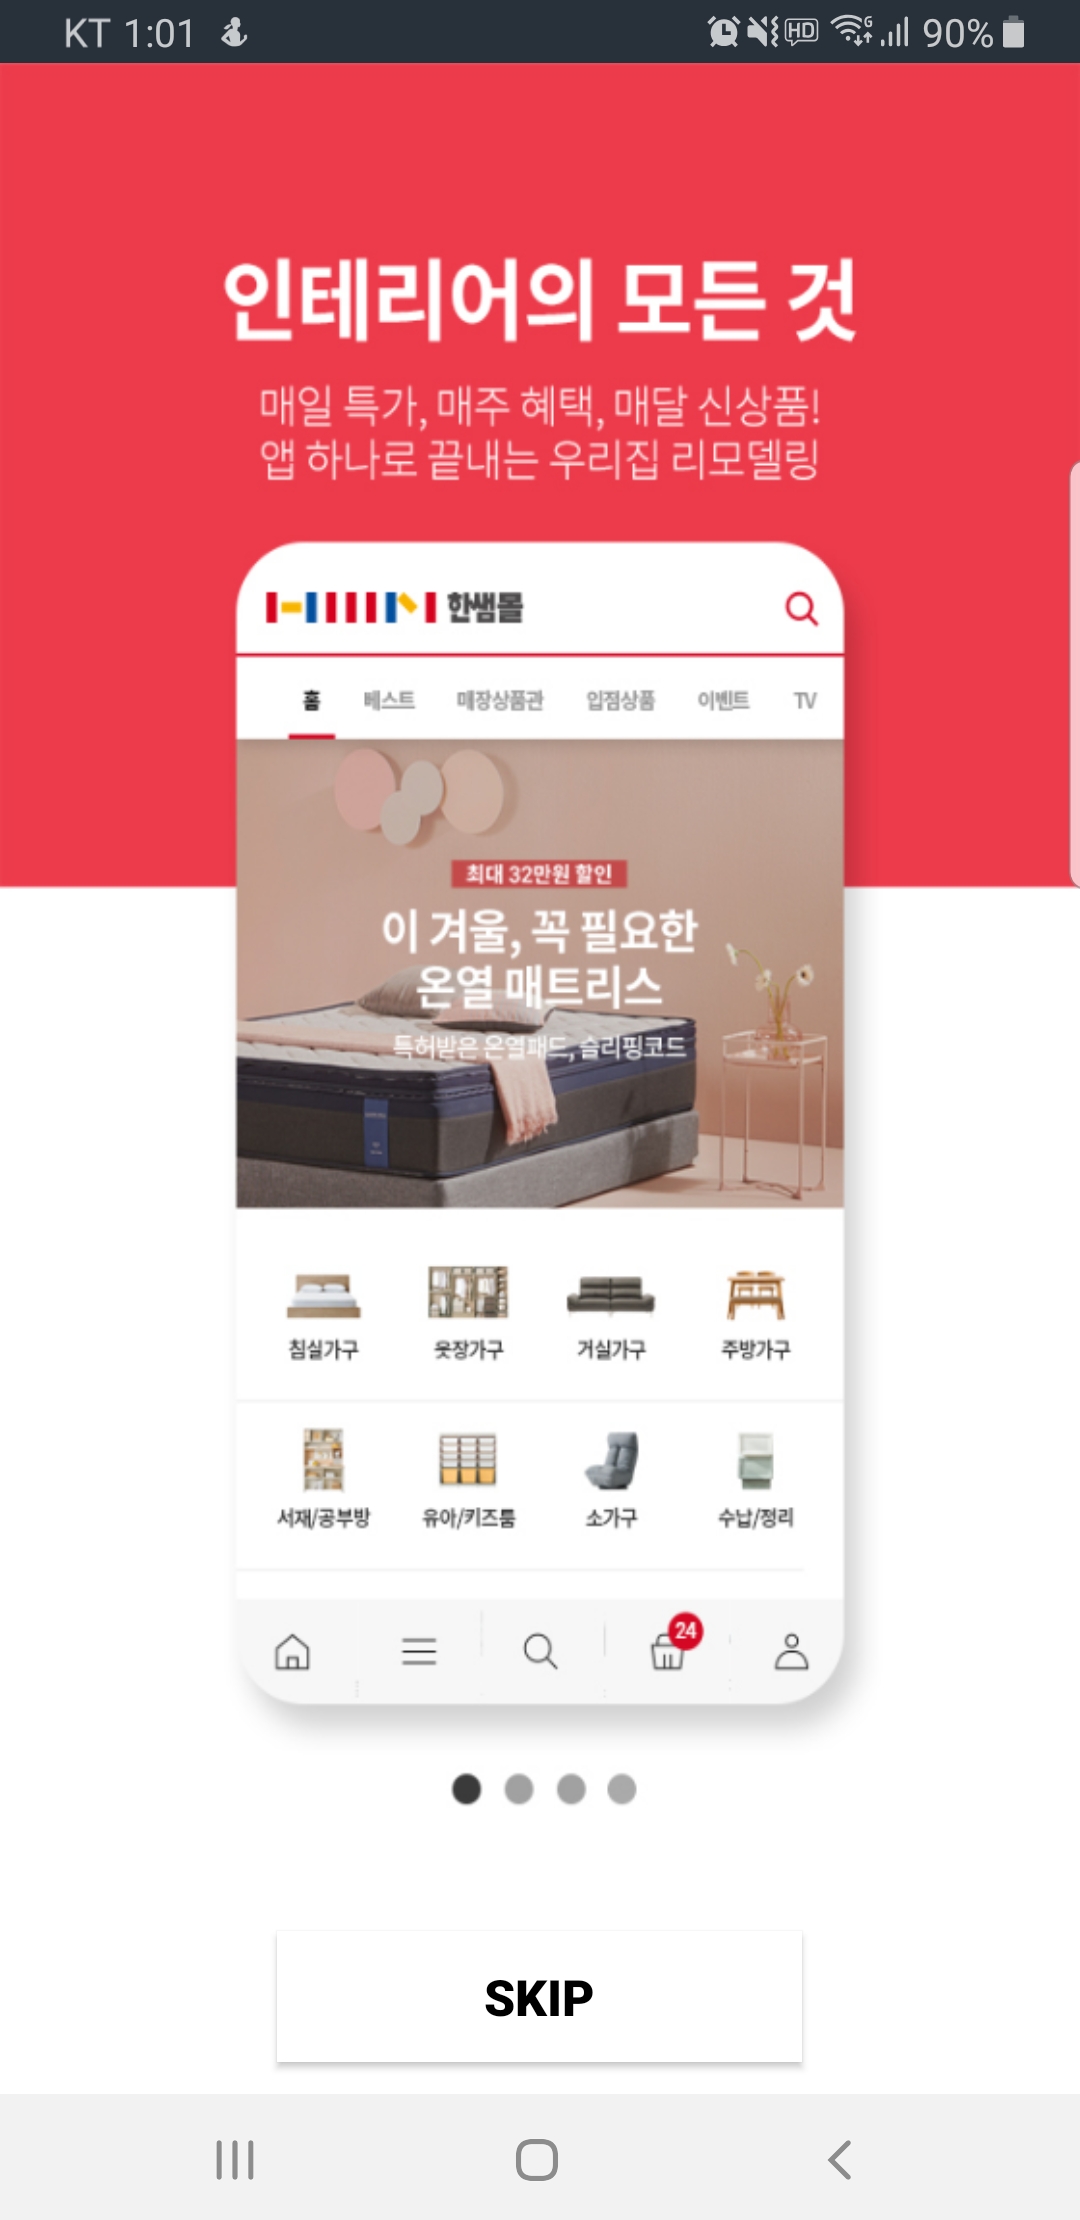 KT 1:01
HD
G
90%
인테리어의 모든 것
매일 특가, 매주 혜택, 매달 신상품!
앱 하나로 끝내는 우리집 리모델링
한샘몰
홈 베스트 매장상품관 입점상품 이벤트 TV
최대 32만원 할인
이 겨울, 꼭 필요한
온열 매트리스
특허받은 온열패드, 슬리핑코드
침실가구 옷장가구 거실가구 주방가구
서재/공부방 유아/키즈룸 소가구 수납/정리
24
SKIP